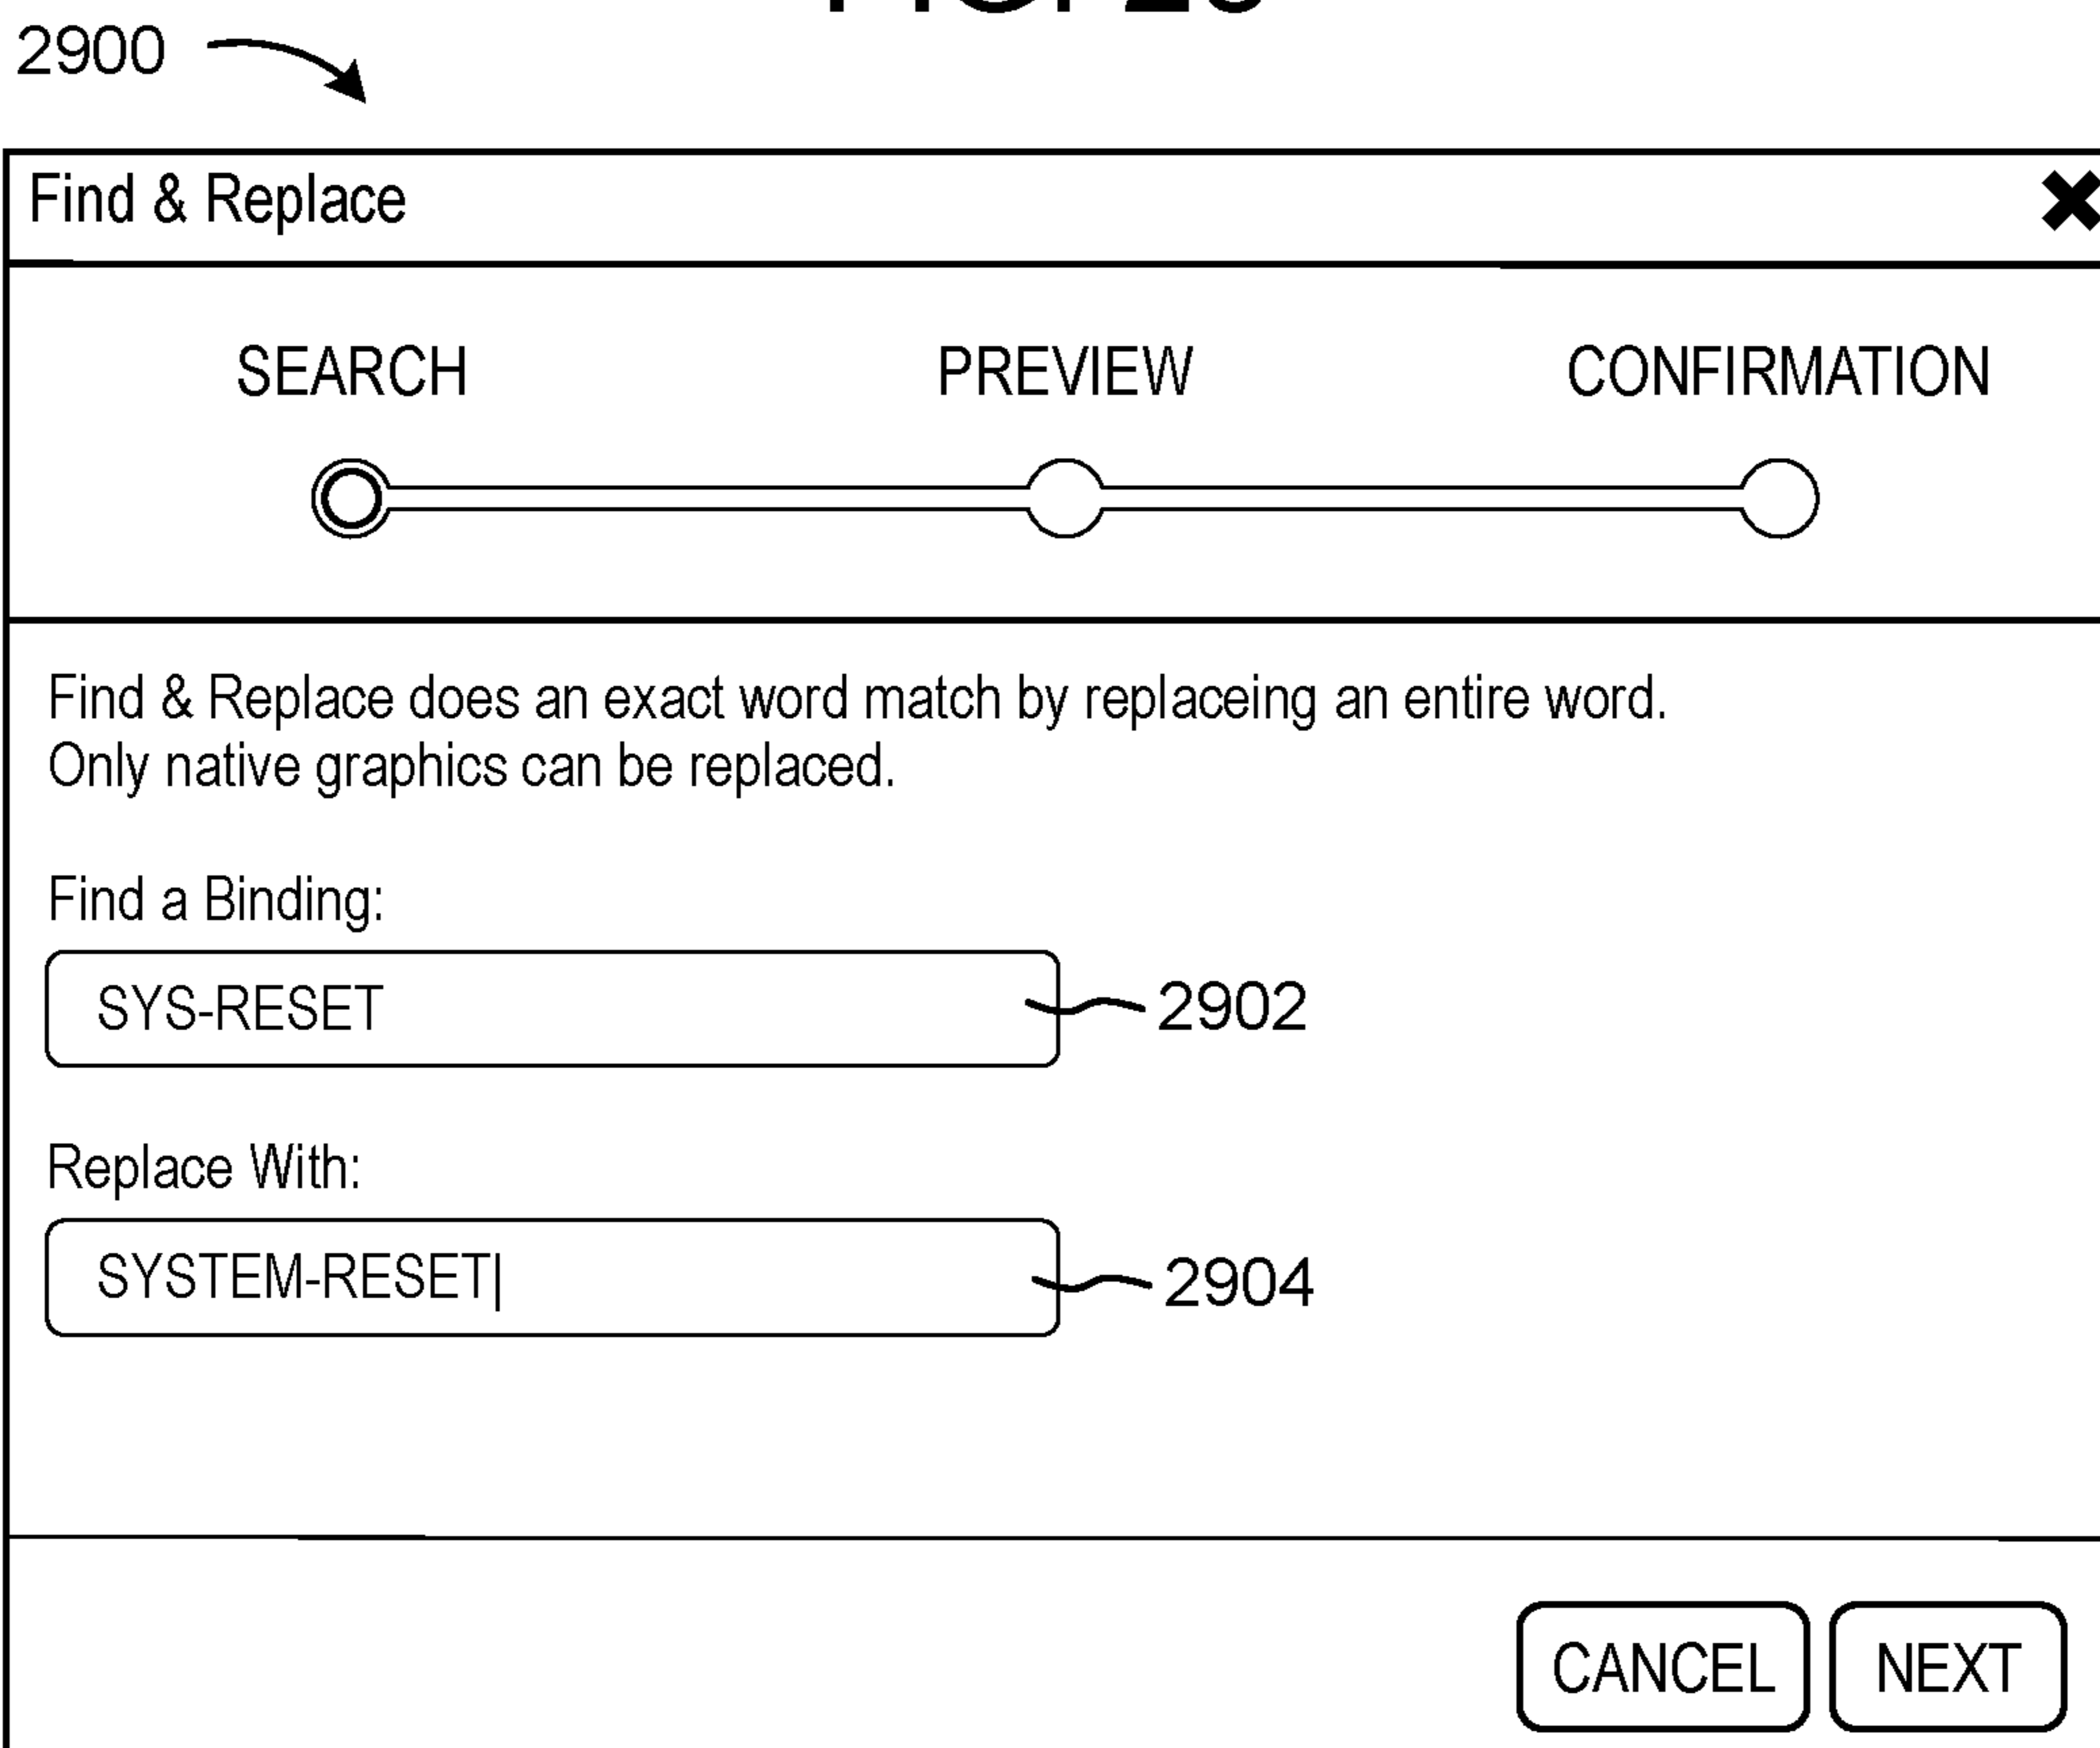 2900
Find & Replace
SEARCH PREVIEW CONFIRMATION
Find & Replace does an exact word match by replaceing an entire word.
Only native graphics can be replaced.
Find a Binding:
SYS-RESET 2902
Replace With:
SYSTEM-RESET 2904
CANCEL NEXT